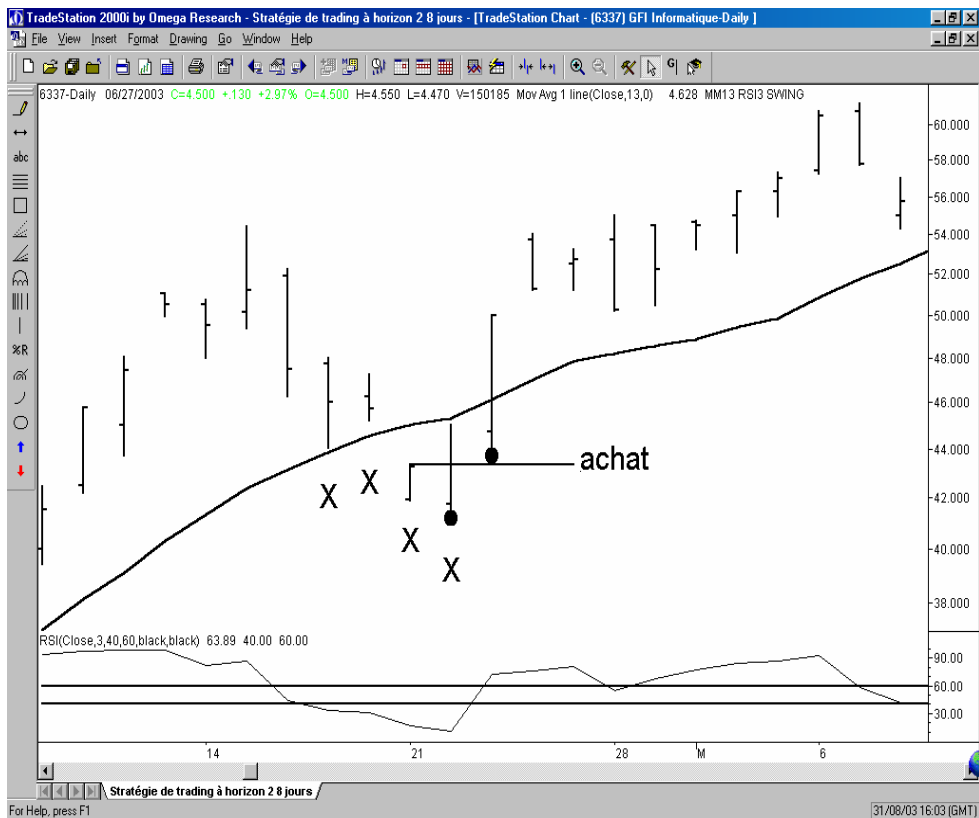 TradeStation 2000i by Omega Research - Stratégie de trading à horizon 2 8 jours - [TradeStation Chart - (6337) GFI Informatique-Daily ]
File View Insert Format Drawing Go Window Help
6337-Daily 06/27/2003 C=4.500 +.130 +2.97% O=4.500 H=4.550 L=4.470 V=150185 Mov Avg 1 line(Close,13,0) 4.628 MM13 RSI3 SWING
abc
%R
60.000
58.000
56.000
54.000
52.000
50.000
48.000
46.000
44.000
42.000
40.000
38.000
achat
X X
X
X
RSI(Close,3,40,60,black,black) 63.89 40.00 60.00
90.00
60.00
30.00
14 21 28 M 6
Stratégie de trading à horizon 2 8 jours
For Help, press F1 31/08/03 16:03 (GMT)